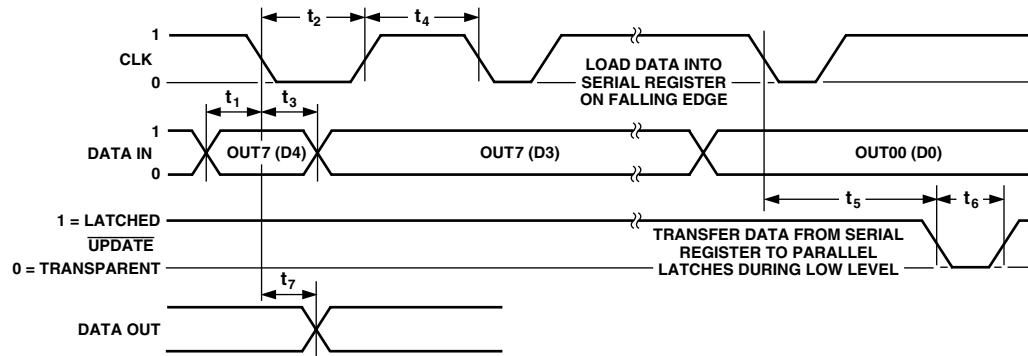 t2
t4
1
CLK
0
LOAD DATA INTO
SERIAL REGISTER
ON FALLING EDGE
t1
t3
1
DATA IN
0
OUT7 (D4)
OUT7 (D3)
OUT00 (D0)
t5
t6
1 = LATCHED
UPDATE
0 = TRANSPARENT
TRANSFER DATA FROM SERIAL
REGISTER TO PARALLEL
LATCHES DURING LOW LEVEL
t7
DATA OUT